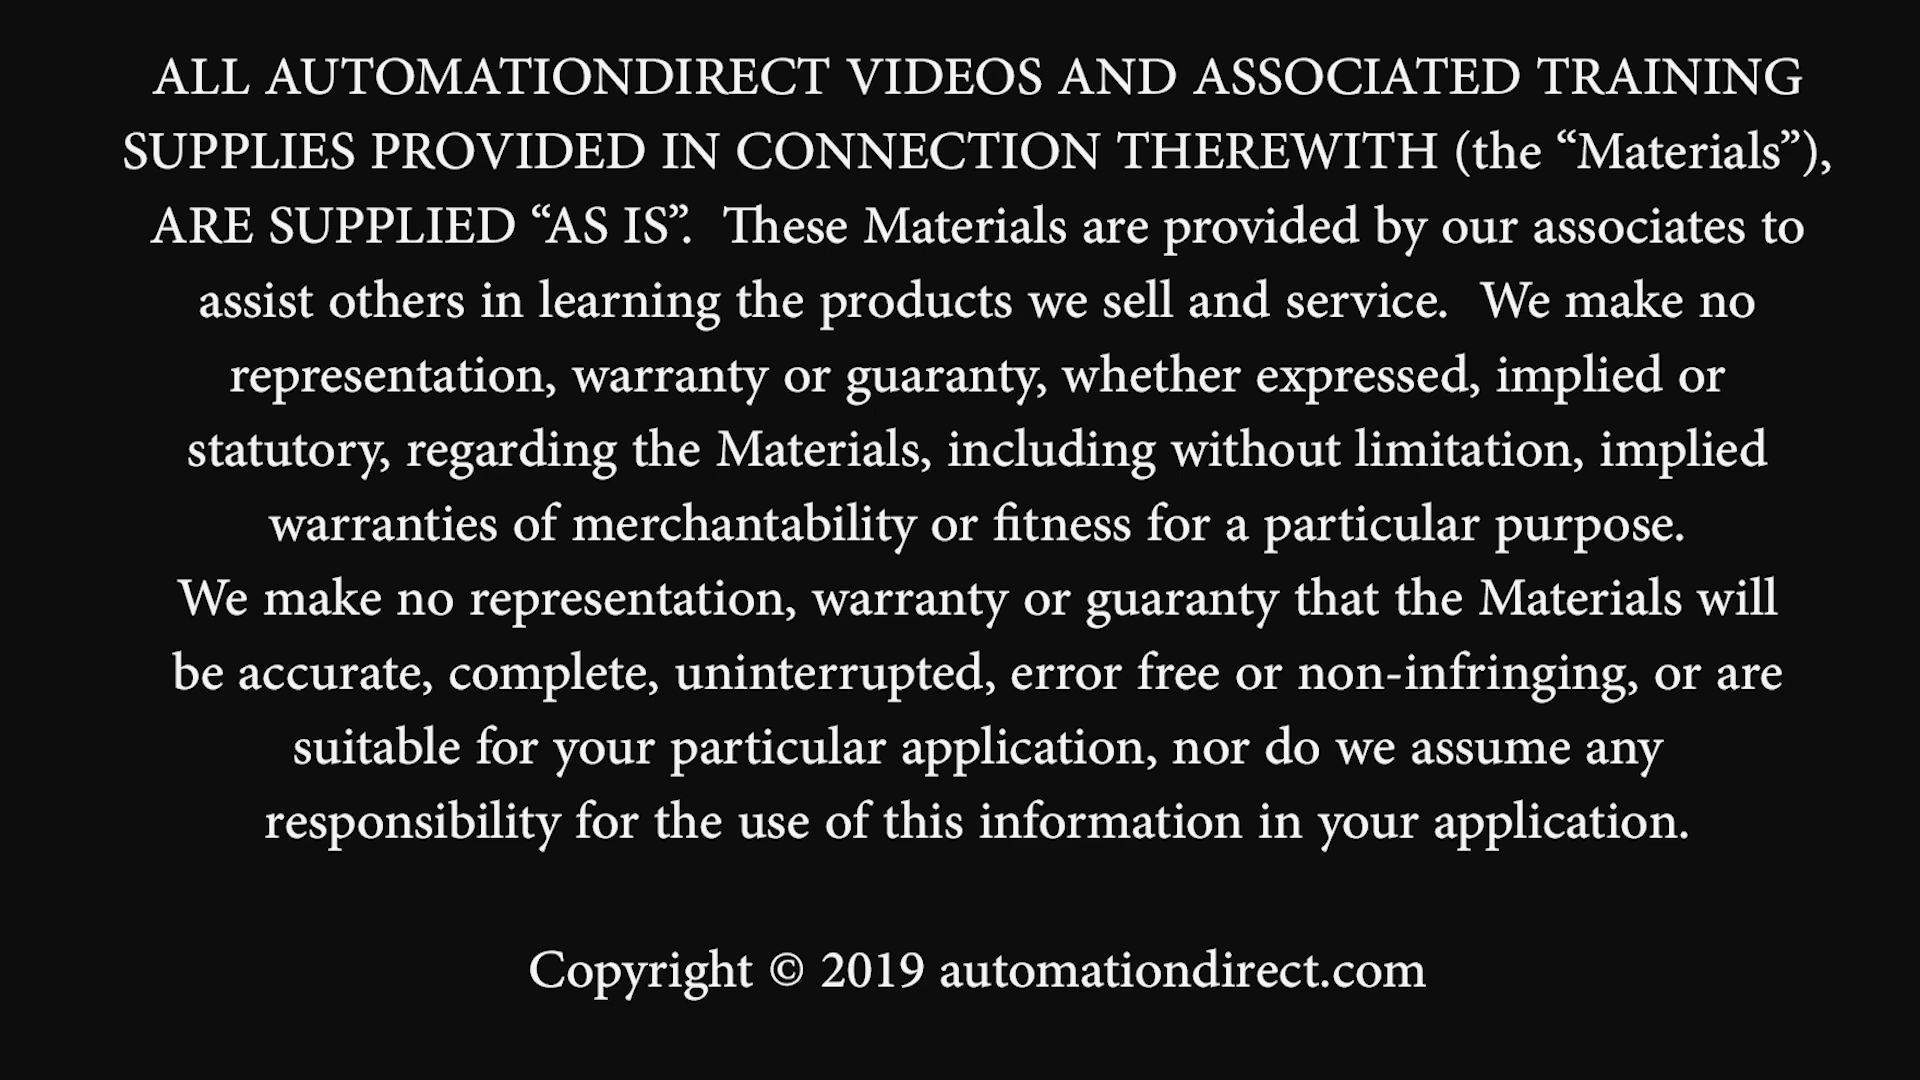 ALL AUTOMATIONDIRECT VIDEOS AND ASSOCIATED TRAINING
SUPPLIES PROVIDED IN CONNECTION THEREWITH (the “Materials”),
ARE SUPPLIED “AS IS”.  These Materials are provided by our associates to
assist others in learning the products we sell and service.  We make no
representation, warranty or guaranty, whether expressed, implied or
statutory, regarding the Materials, including without limitation, implied
warranties of merchantability or fitness for a particular purpose.
We make no representation, warranty or guaranty that the Materials will
be accurate, complete, uninterrupted, error free or non-infringing, or are
suitable for your particular application, nor do we assume any
responsibility for the use of this information in your application.
Copyright © 2019 automationdirect.com